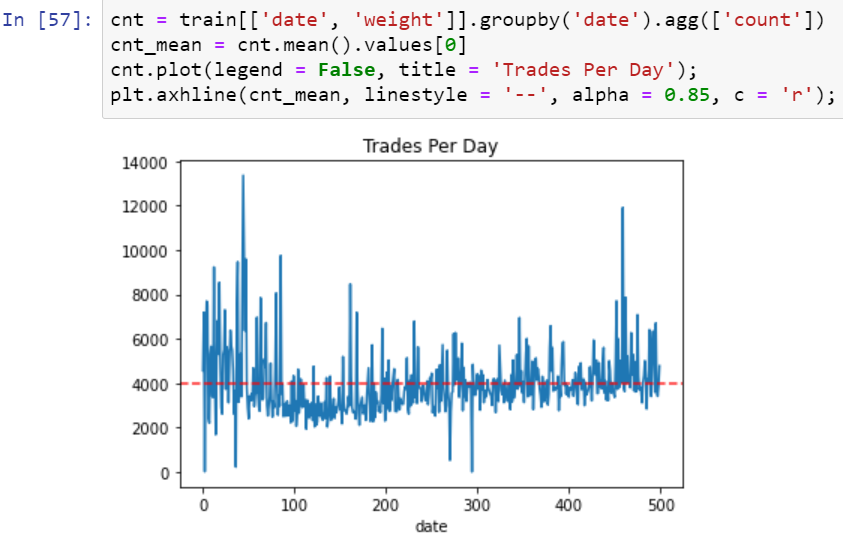 In [57]: cnt = train[['date', 'weight']].groupby('date').agg(['count'])
cnt_mean = cnt.mean().values[0]
cnt.plot(legend = False, title = 'Trades Per Day');
plt.axhline(cnt_mean, linestyle = '--', alpha = 0.85, c = 'r');
Trades Per Day
14000
12000
10000
8000
6000
4000
2000
0
0 100 200 300 400 500
date